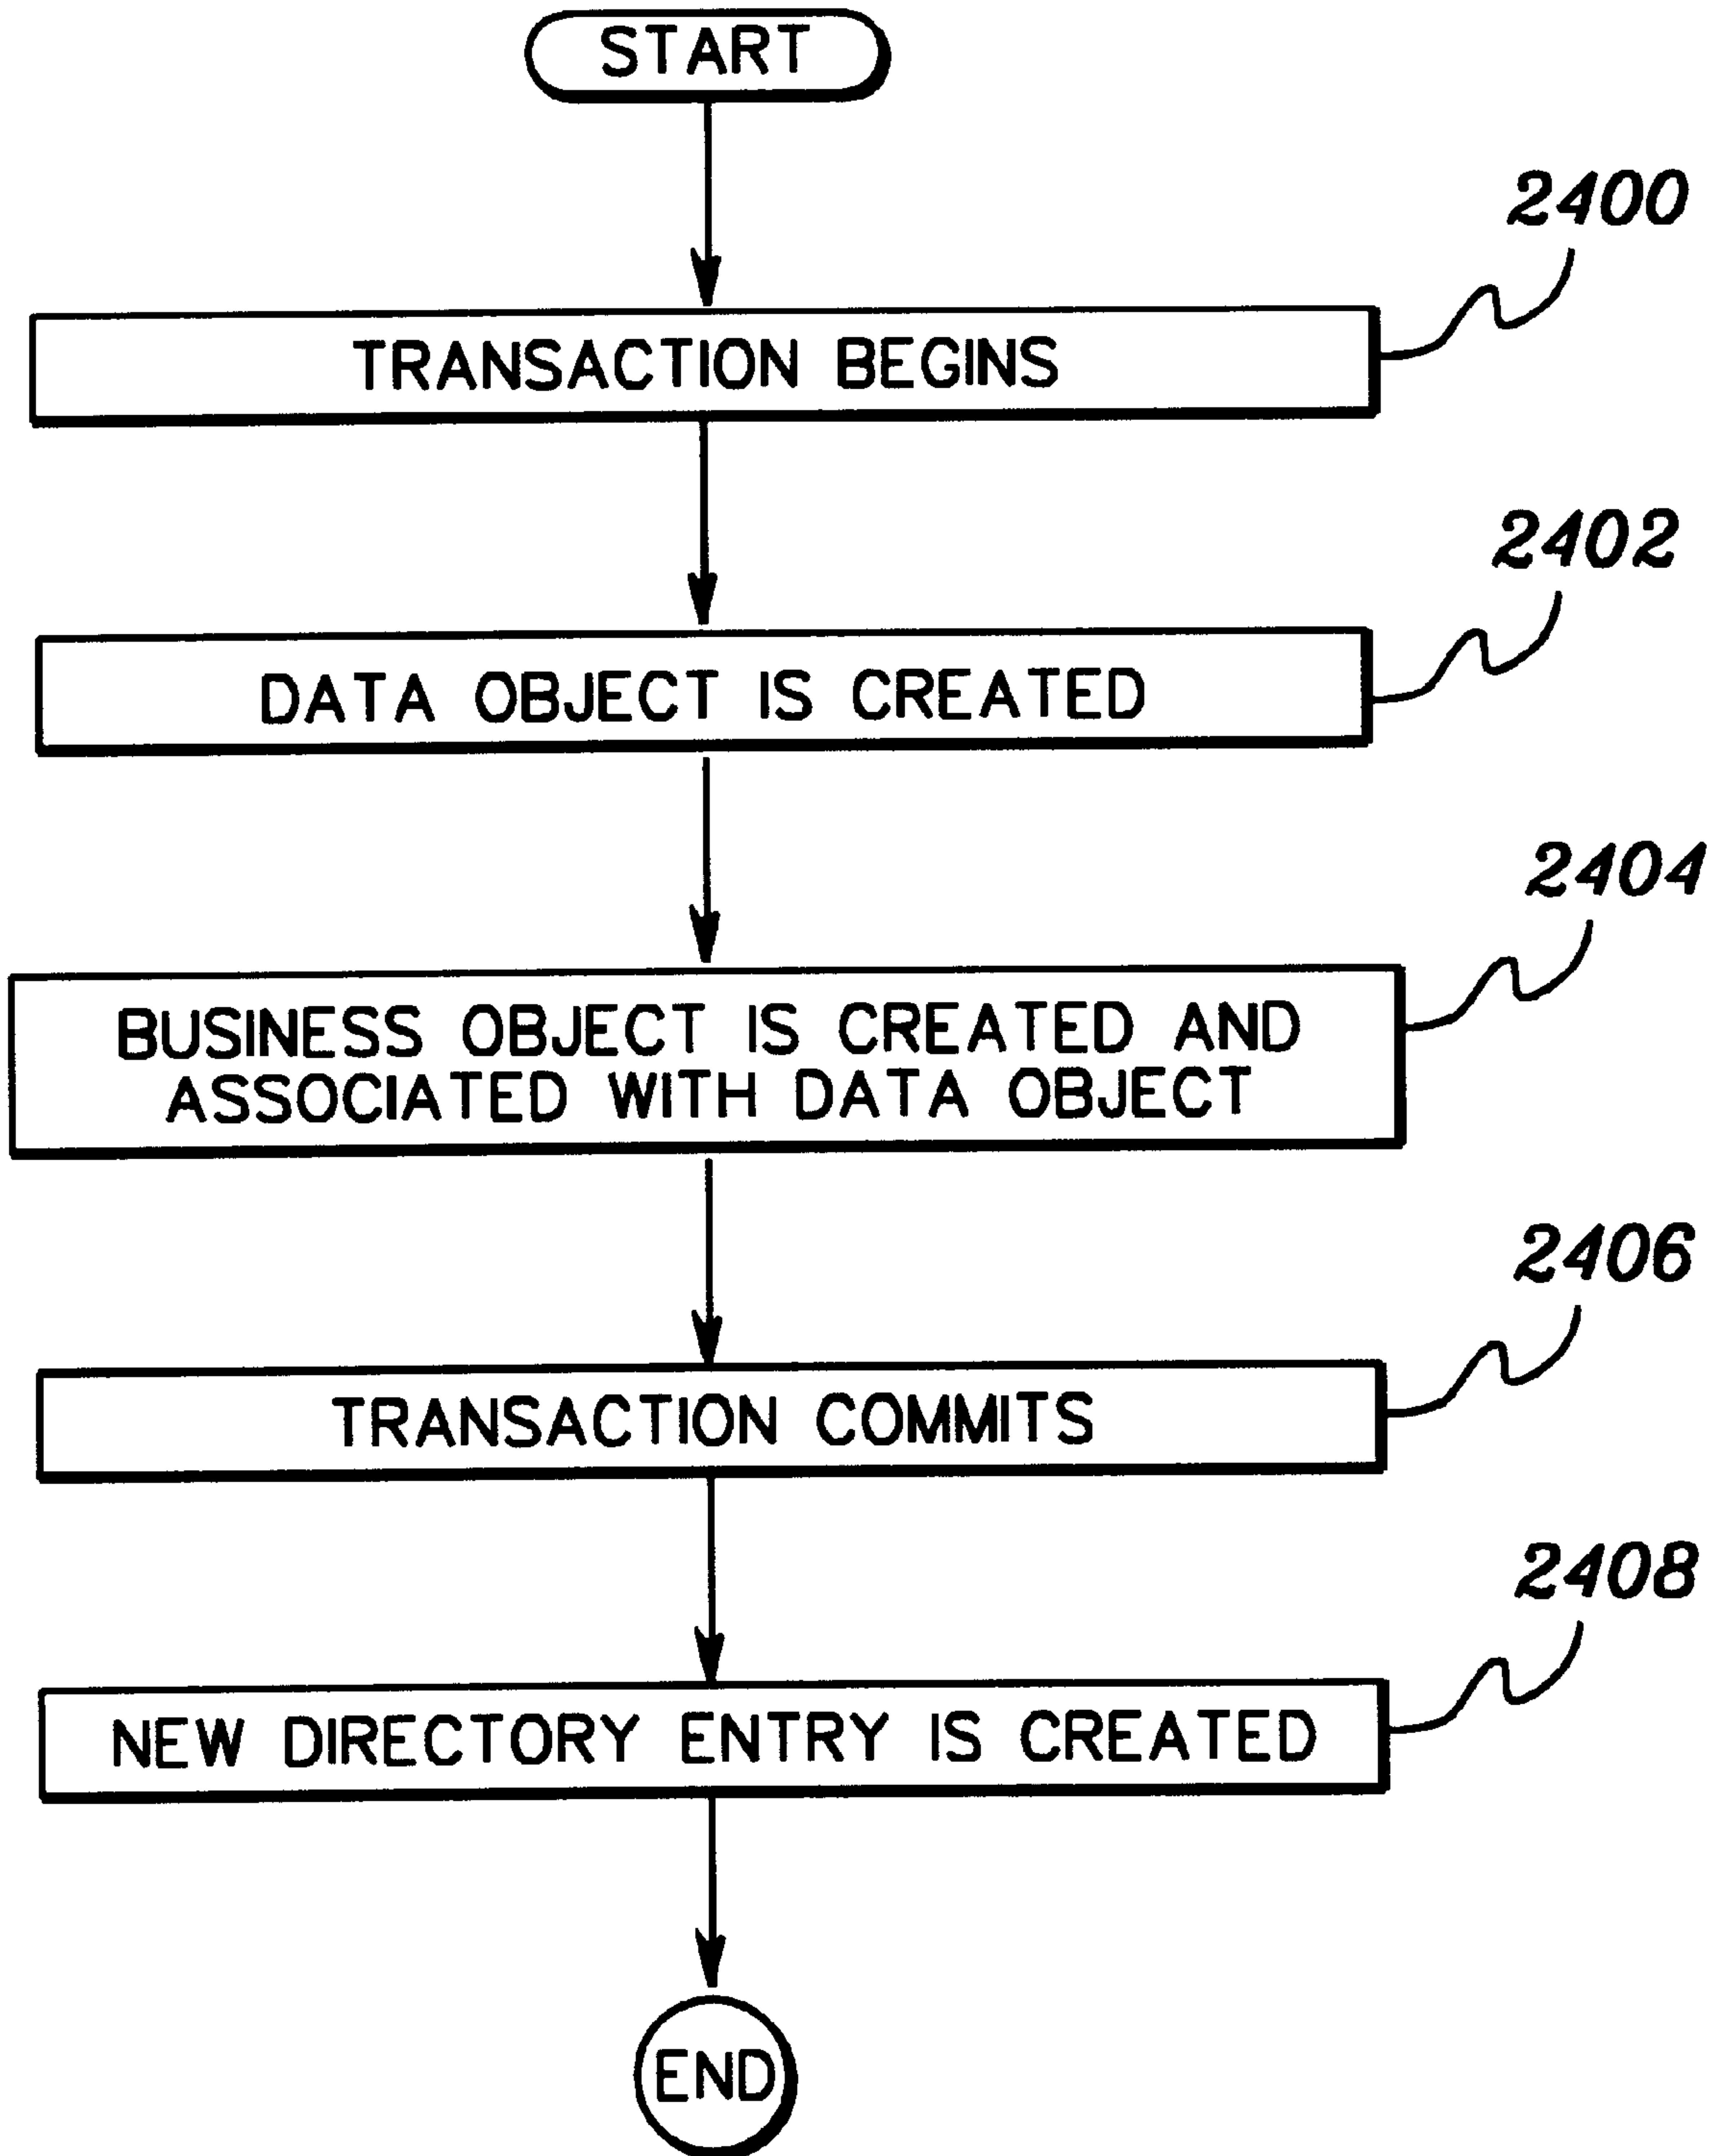 START
2400
TRANSACTION BEGINS
2402
DATA OBJECT IS CREATED
2404
BUSINESS OBJECT IS CREATED AND
ASSOCIATED WITH DATA OBJECT
2406
TRANSACTION COMMITS
2408
NEW DIRECTORY ENTRY IS CREATED
END